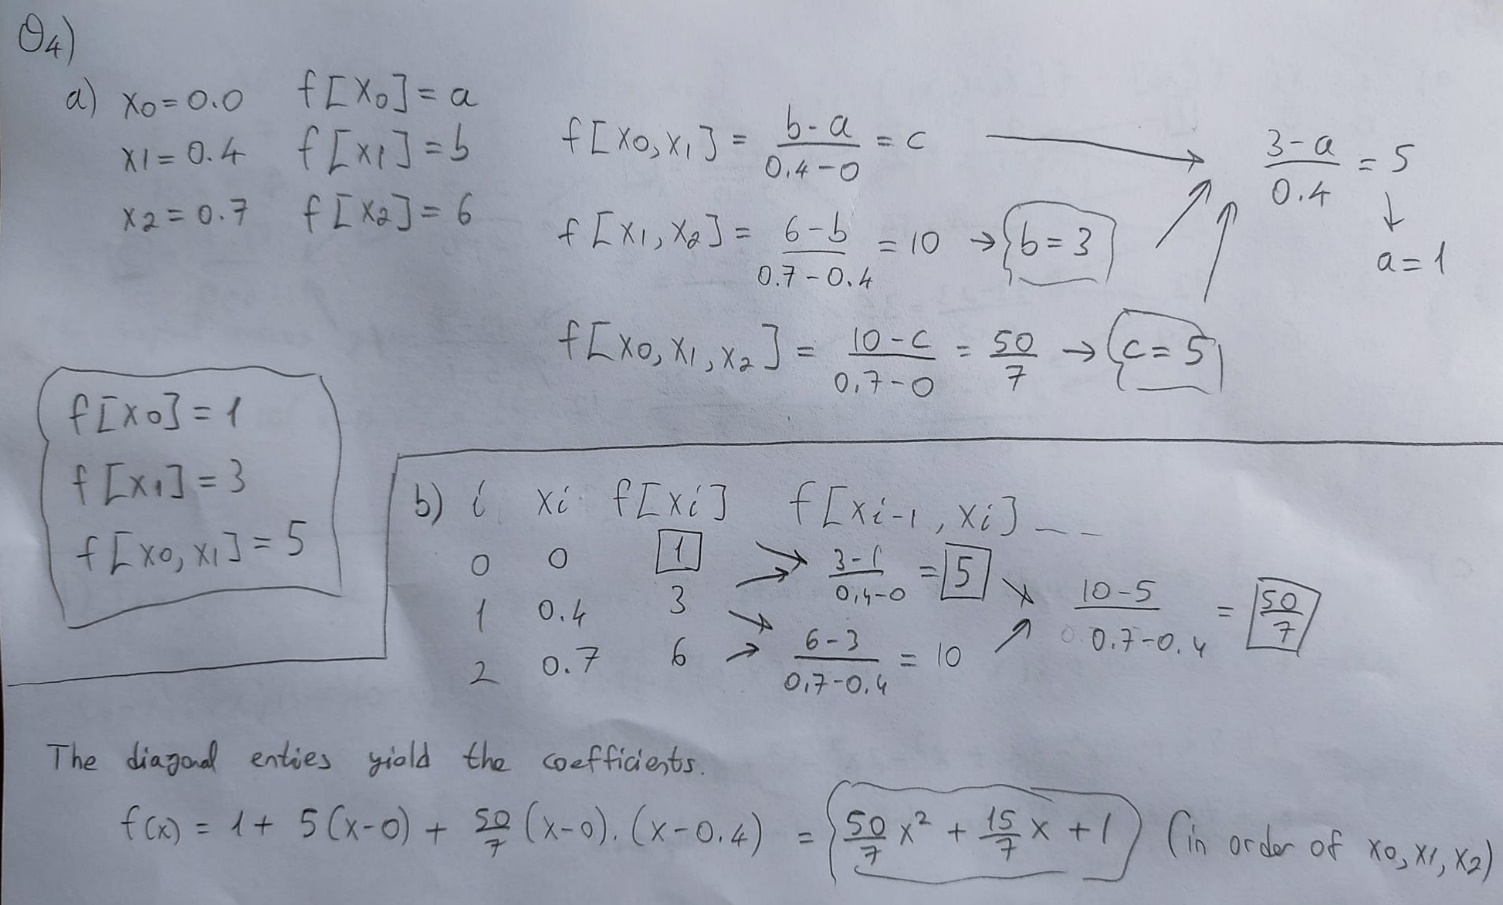 Q4)
a) x0=0.0 f[x0]=a
x1=0.4 f[x1]=b
x2=0.7 f[x2]=6
f[x0,x1] = (b-a)/(0.4-0) = c → (3-a)/0.4 = 5
↓
a=1
f[x1,x2] = (6-b)/(0.7-0.4) = 10 → b=3
f[x0,x1,x2] = (10-c)/(0.7-0) = 50/7 → c=5
f[x0]=1
f[x1]=3
f[x0,x1]=5
b) i xi f[xi] f[xi-1,xi] _ _
0 0 1 (3-1)/(0.4-0) = 5
1 0.4 3 (10-5)/(0.7-0.4) = 50/7
2 0.7 6 (6-3)/(0.7-0.4) = 10
The diagonal enties yield the coefficients.
f(x) = 1+ 5(x-0) + 50/7 (x-0).(x-0.4) = 50/7 x² + 15/7 x + 1 (in order of x0,x1,x2)